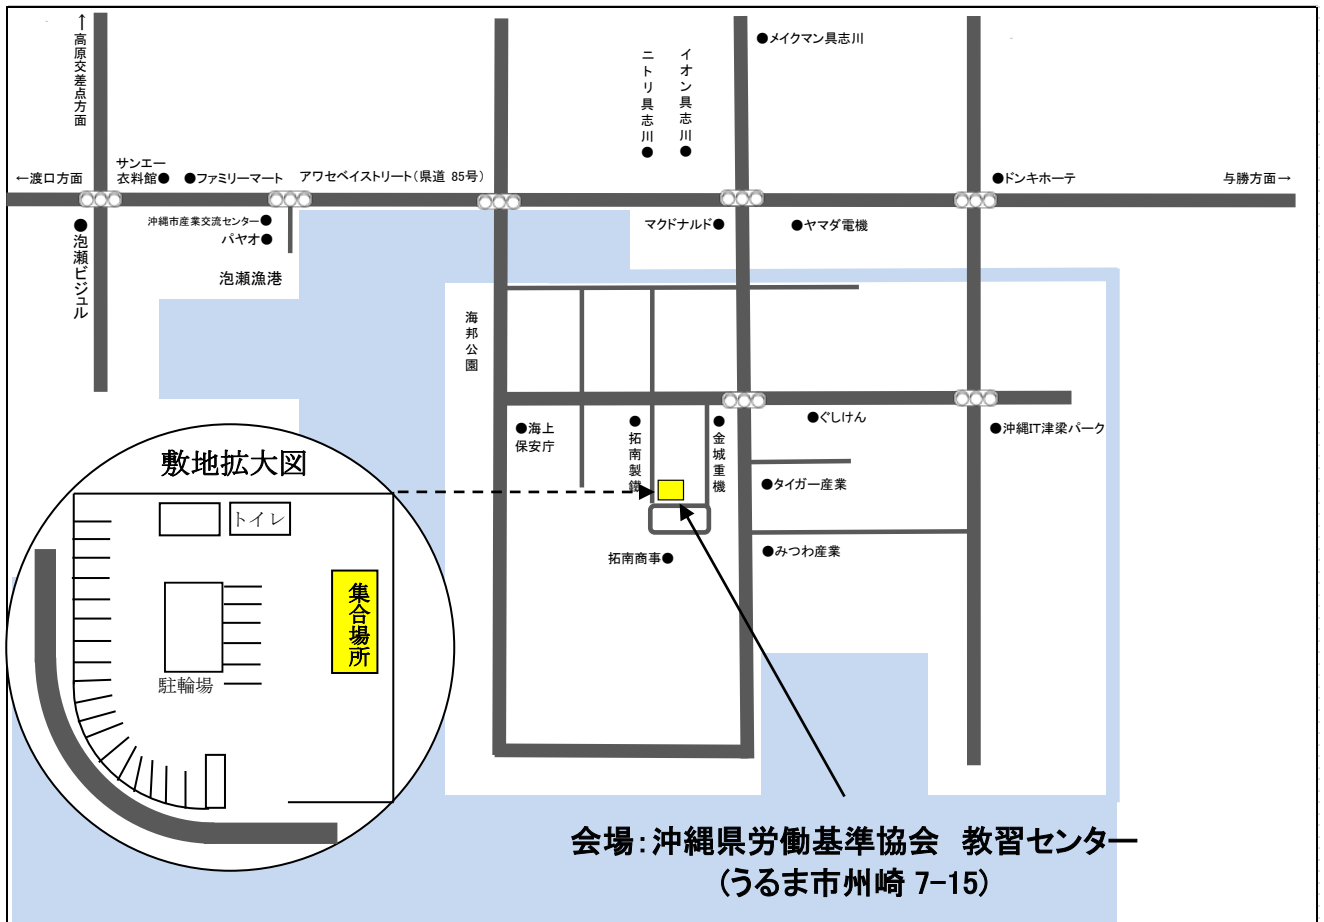 ↑高原交差点方面
●メイクマン具志川
ニトリ具志川●
イオン具志川●
←渡口方面
サンエー
衣料館●
●ファミリーマート
アワセベイストリート（県道 85号）
●ドンキホーテ
与勝方面→
沖縄市産業交流センター●
パヤオ●
●泡瀬ビジュル
マクドナルド●
●ヤマダ電機
泡瀬漁港
海邦公園
●海上
保安庁
●拓南製鐵
●金城重機
●ぐしけん
●沖縄IT津梁パーク
●タイガー産業
拓南商事●
●みつわ産業
敷地拡大図
トイレ
集合場所
駐輪場
会場：沖縄県労働基準協会　教習センター
（うるま市州崎 7-15）